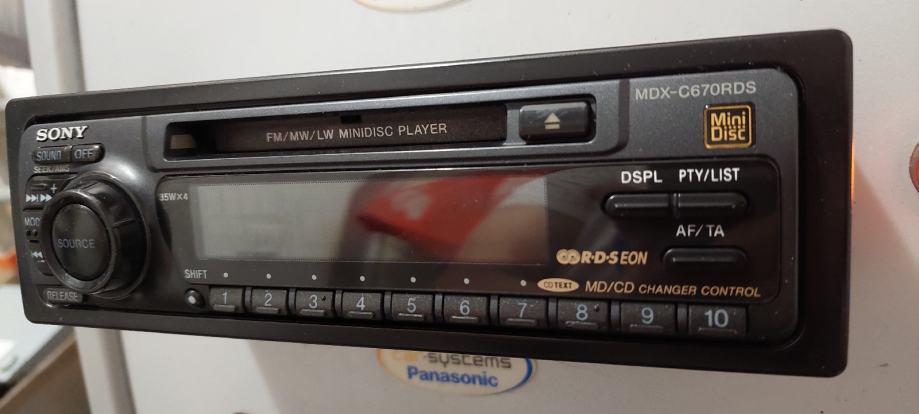 MDX-C670RDS
SONY
FM/MW/LW MINIDISC PLAYER
Mini
Disc
SOUND OFF
SEEK/AMS
35W×4
DSPL PTY/LIST
SOURCE
AF/TA
R·D·S EON
SHIFT
CD TEXT MD/CD CHANGER CONTROL
RELEASE
1 2 3 4 5 6 7 8 9 10
car-systems
Panasonic